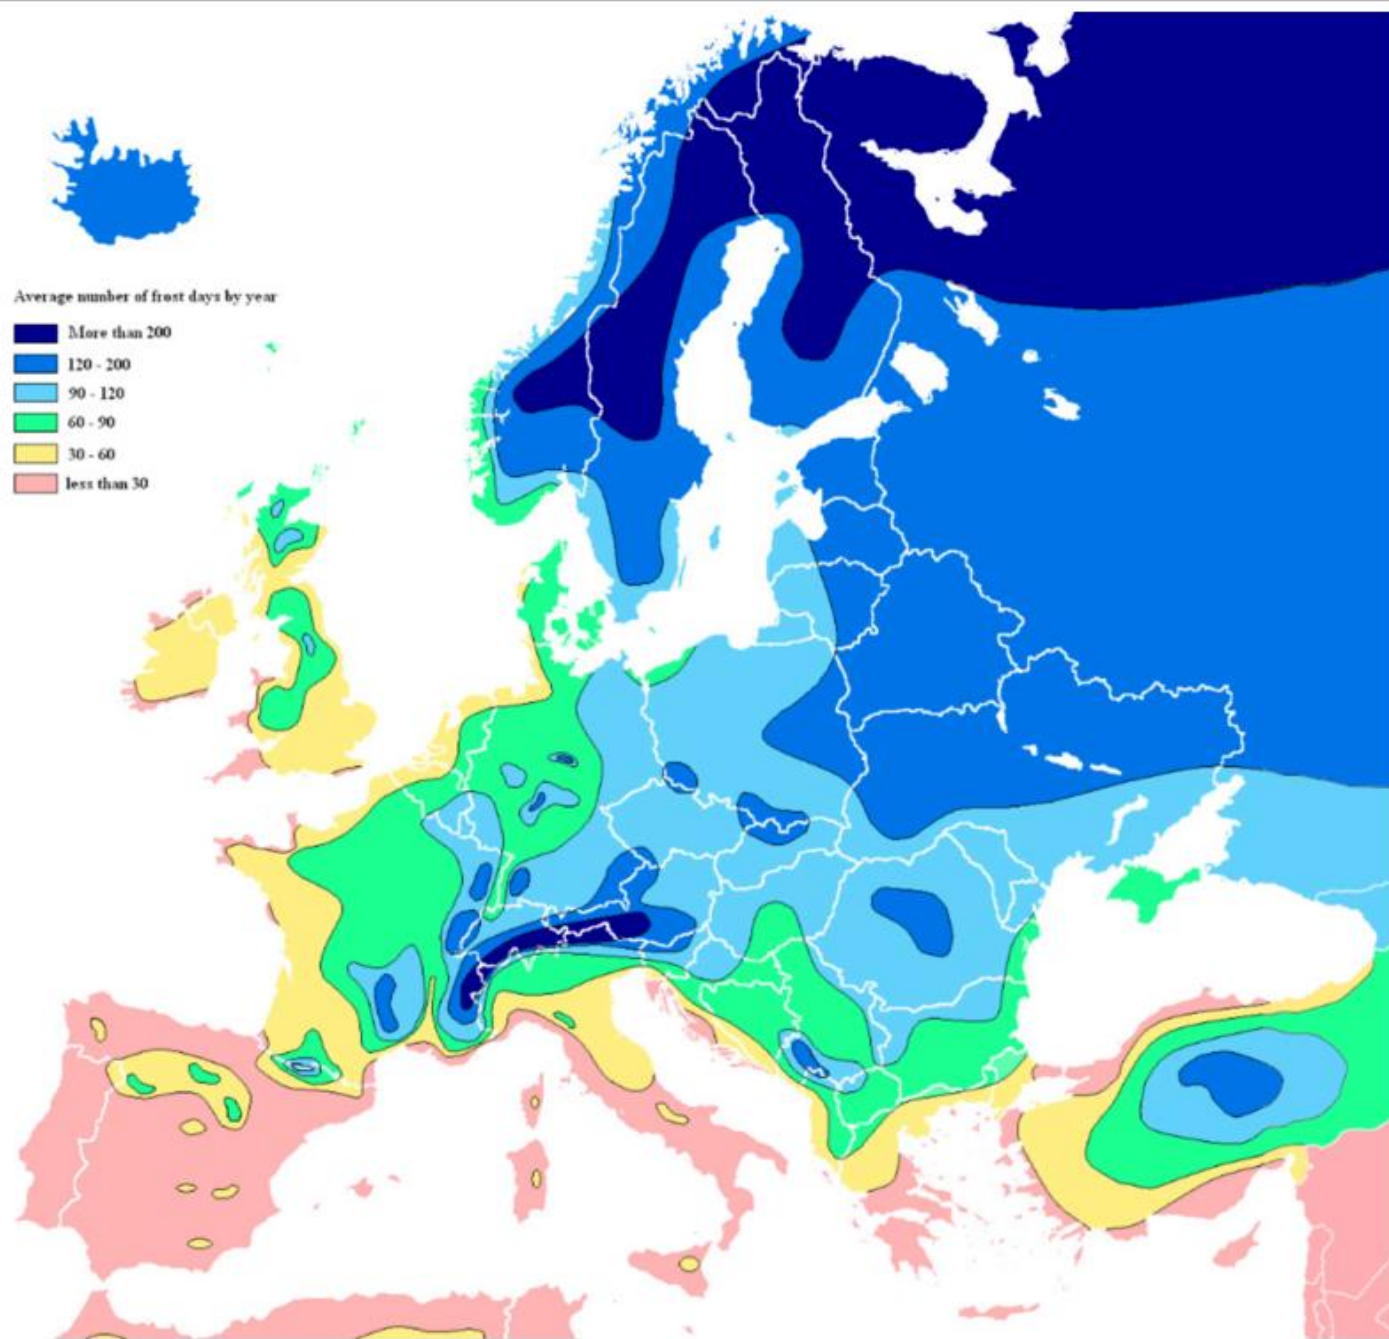 Average number of frost days by year
More than 200
120 - 200
90 - 120
60 - 90
30 - 60
less than 30